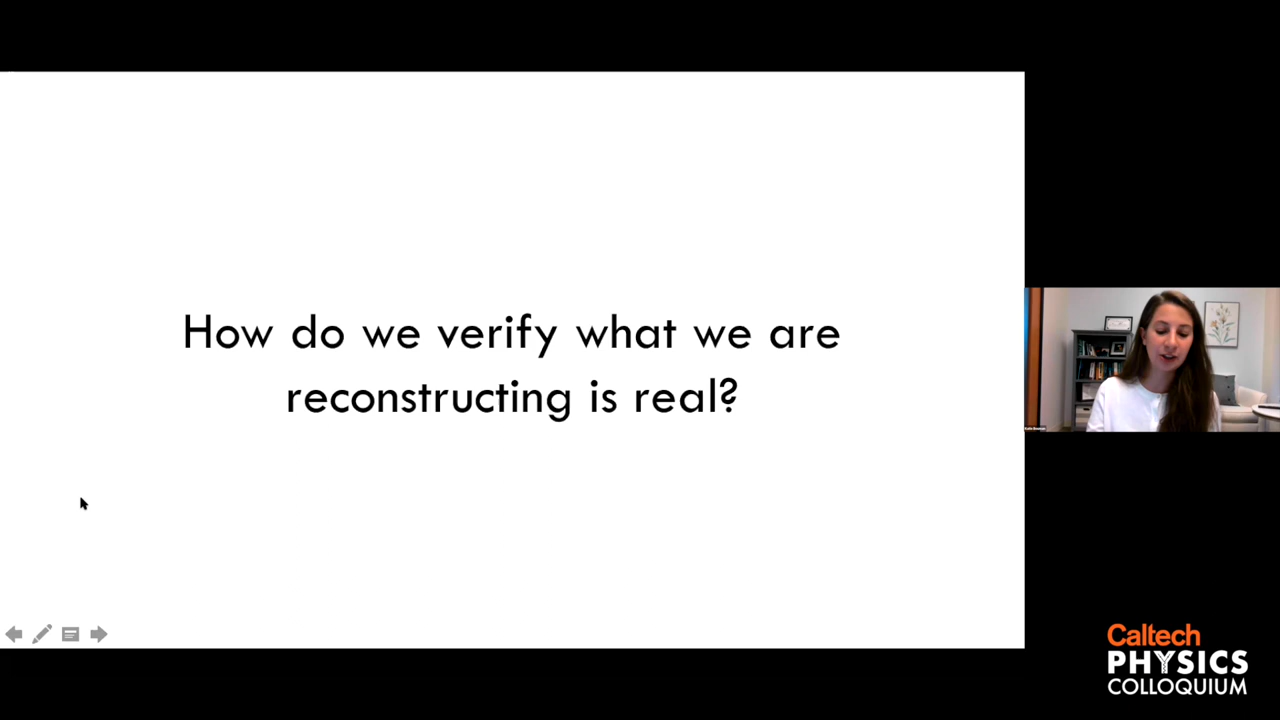 How do we verify what we are
reconstructing is real?
Caltech
PHYSICS
COLLOQUIUM